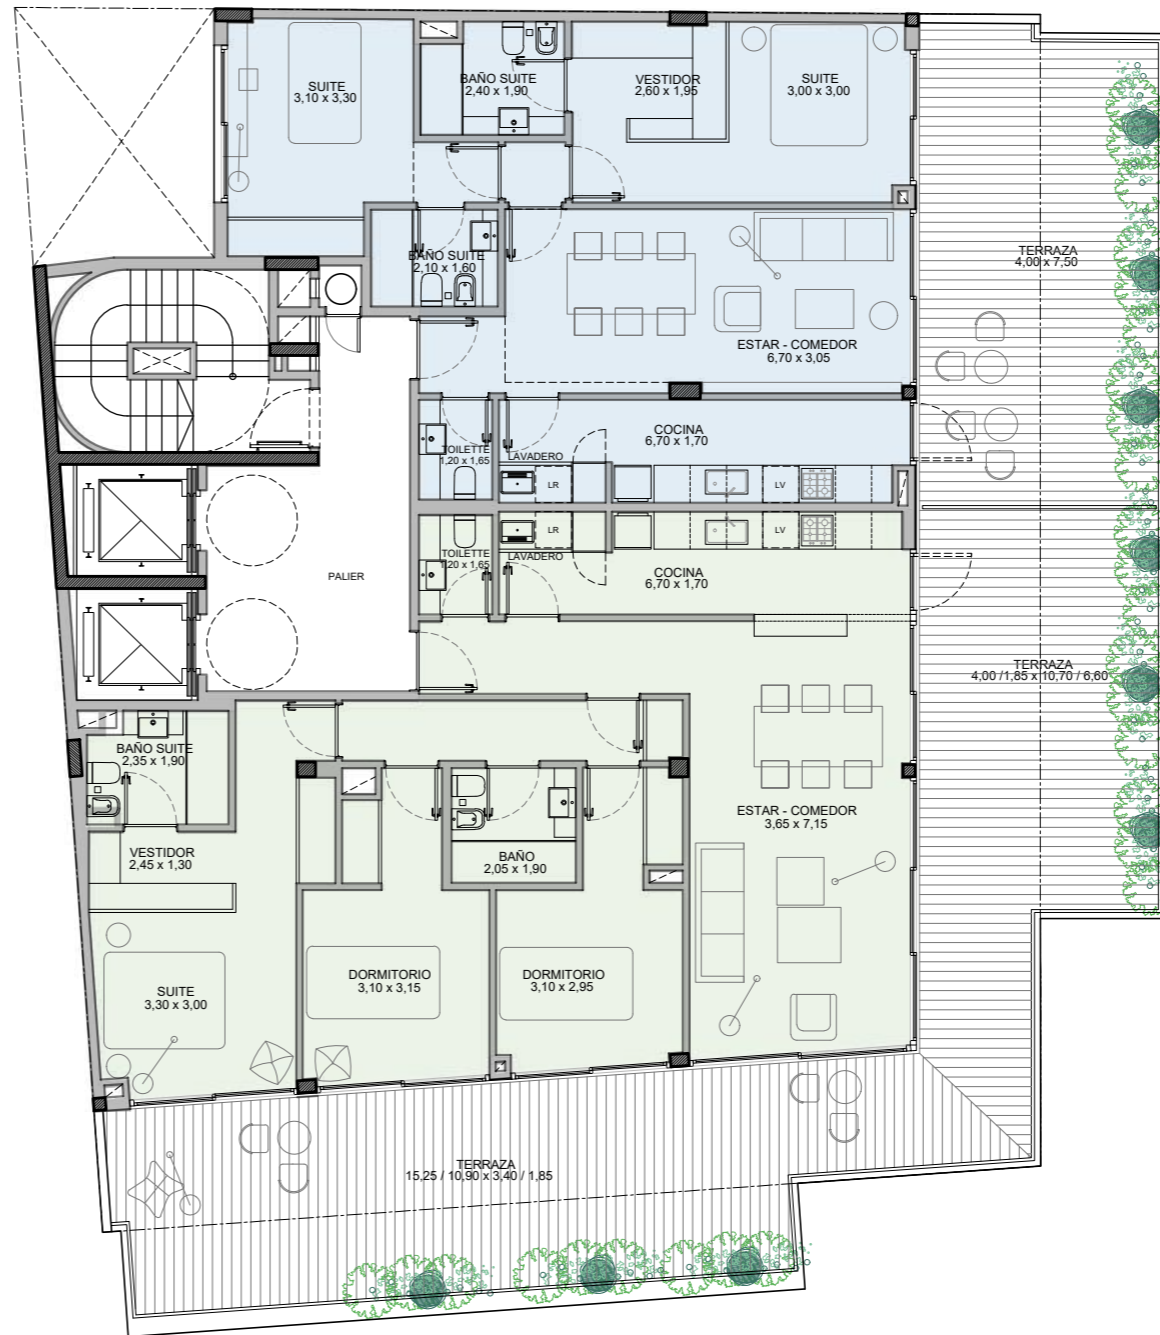 SUITE
3,10 x 3,30
BAÑO SUITE
2,40 x 1,90
VESTIDOR
2,60 x 1,95
SUITE
3,00 x 3,00
BAÑO SUITE
2,10 x 1,60
TERRAZA
4,00 x 7,50
ESTAR - COMEDOR
6,70 x 3,05
COCINA
6,70 x 1,70
TOILETTE
1,20 x 1,65
LAVADERO
LR
LV
LR
LV
TOILETTE
1,20 x 1,65
LAVADERO
COCINA
6,70 x 1,70
PALIER
TERRAZA
4,00 /1,85 x 10,70 / 6,60
BAÑO SUITE
2,35 x 1,90
ESTAR - COMEDOR
3,65 x 7,15
VESTIDOR
2,45 x 1,30
BAÑO
2,05 x 1,90
SUITE
3,30 x 3,00
DORMITORIO
3,10 x 3,15
DORMITORIO
3,10 x 2,95
TERRAZA
15,25 / 10,90 x 3,40 / 1,85